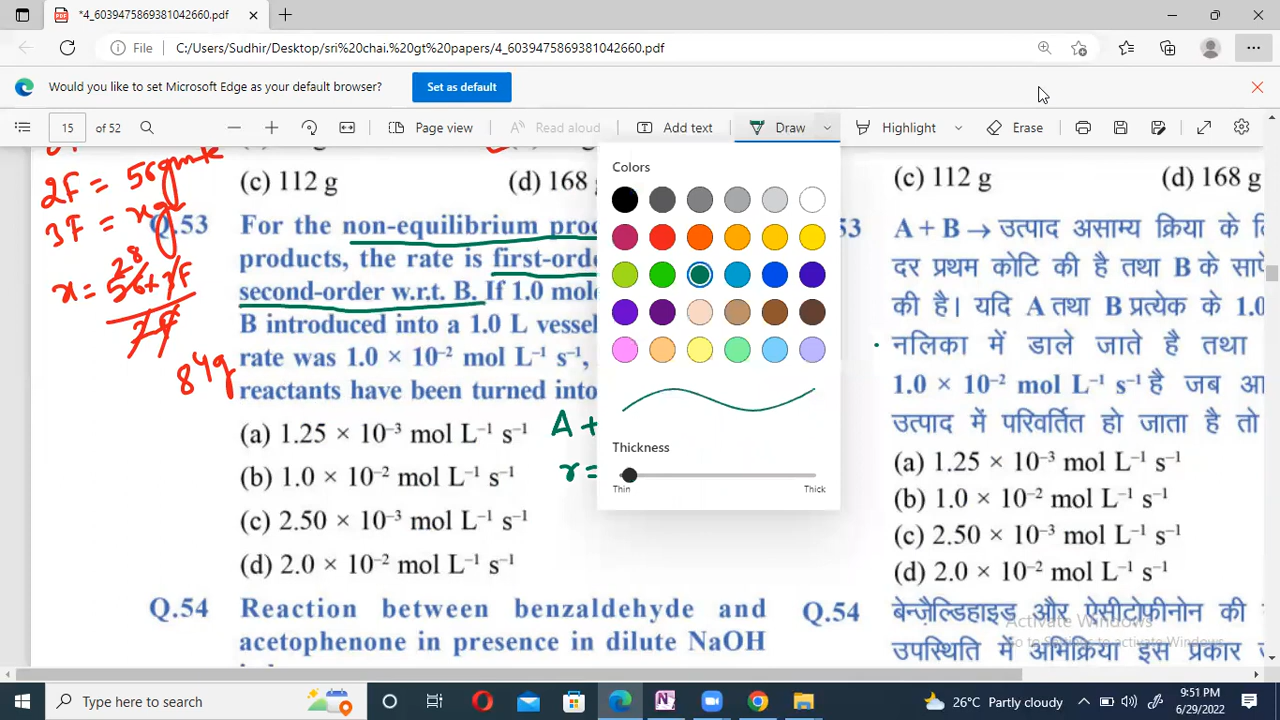 *4_6039475869381042660.pdf
File
C:/Users/Sudhir/Desktop/sri%20chai.%20gt%20papers/4_6039475869381042660.pdf
Would you like to set Microsoft Edge as your default browser?
Set as default
15 of 52
Page view
Read aloud
Add text
Draw
Highlight
Erase
2F = 56gm
3F = xg
x = 56 + 3F
84g
(c) 112 g
(d) 168
Q.53 For the non-equilibrium
products, the rate is
second-order w.r.t. B. If 1.0
B introduced into a 1.0 L
rate was 1.0 × 10⁻² mol L⁻¹ s⁻¹,
reactants have been turned into
(a) 1.25 × 10⁻³ mol L⁻¹ s⁻¹
A +
(b) 1.0 × 10⁻² mol L⁻¹ s⁻¹
r =
(c) 2.50 × 10⁻³ mol L⁻¹ s⁻¹
(d) 2.0 × 10⁻² mol L⁻¹ s⁻¹
Q.54 Reaction between benzaldehyde and
acetophenone in presence in dilute NaOH
Colors
Thickness
Thin
Thick
(c) 112 g
(d) 168 g
53 A + B → उत्पाद असाम्य क्रिया के
दर प्रथम कोटि की है तथा B के
की है। यदि A तथा B प्रत्येक के 1.0
नलिका में डाले जाते है तथा
1.0 × 10⁻² mol L⁻¹ s⁻¹ है जब
उत्पाद में परिवर्तित हो जाता है तो
(a) 1.25 × 10⁻³ mol L⁻¹ s⁻¹
(b) 1.0 × 10⁻² mol L⁻¹ s⁻¹
(c) 2.50 × 10⁻³ mol L⁻¹ s⁻¹
(d) 2.0 × 10⁻² mol L⁻¹ s⁻¹
Q.54 बेन्ज़ैल्डिहाइड और ऐसीटोफीनोन की
उपस्थिति में अभिक्रिया इस प्रकार
Activate Windows
Go to Settings to activate Windows.
Type here to search
26°C Partly cloudy
9:51 PM
6/29/2022